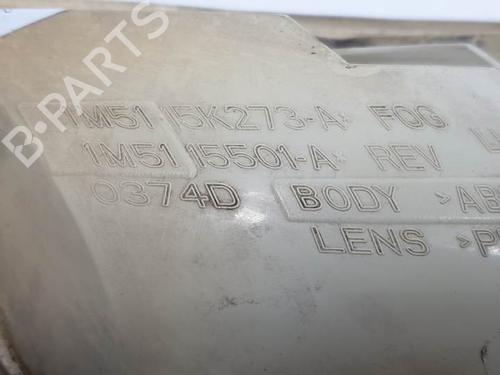 1M51 15K273-A* FOG
1M51 15501-A* REV
0374D BODY >AB
LENS >P
B-PARTS